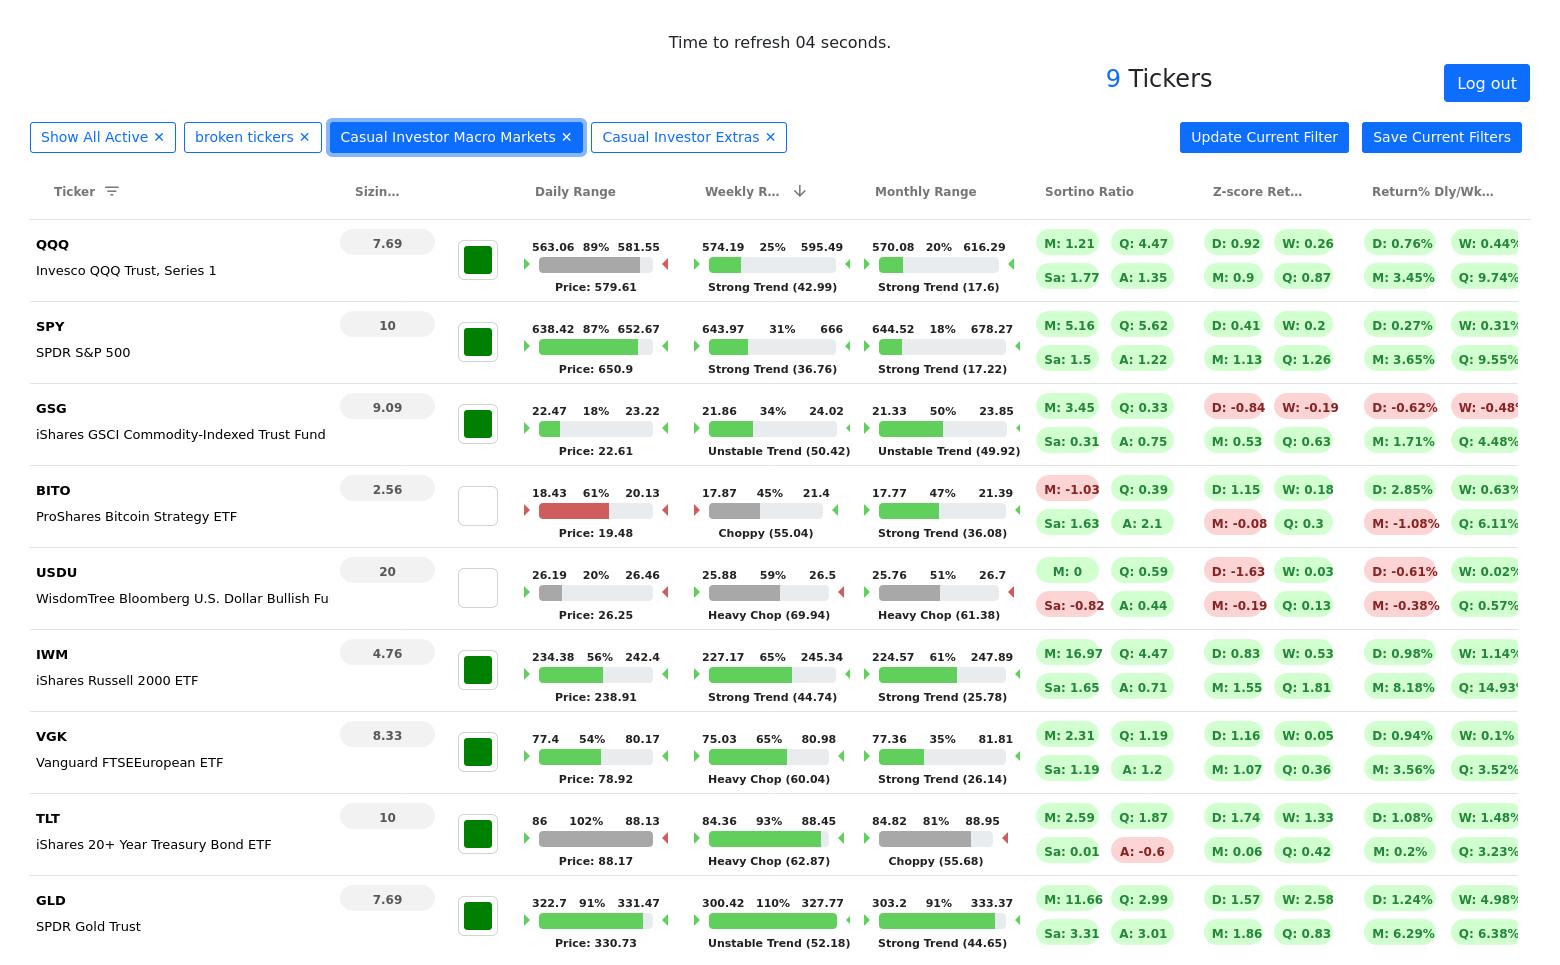 Time to refresh 04 seconds.
9 Tickers
Log out
Show All Active ✕ broken tickers ✕ Casual Investor Macro Markets ✕ Casual Investor Extras ✕ Update Current Filter Save Current Filters
Ticker Sizin... Daily Range Weekly R... Monthly Range Sortino Ratio Z-score Ret... Return% Dly/Wk...
QQQ 7.69 563.06 89% 581.55 574.19 25% 595.49 570.08 20% 616.29 M: 1.21 Q: 4.47 D: 0.92 W: 0.26 D: 0.76% W: 0.44%
Invesco QQQ Trust, Series 1 Price: 579.61 Strong Trend (42.99) Strong Trend (17.6) Sa: 1.77 A: 1.35 M: 0.9 Q: 0.87 M: 3.45% Q: 9.74%
SPY 10 638.42 87% 652.67 643.97 31% 666 644.52 18% 678.27 M: 5.16 Q: 5.62 D: 0.41 W: 0.2 D: 0.27% W: 0.31%
SPDR S&P 500 Price: 650.9 Strong Trend (36.76) Strong Trend (17.22) Sa: 1.5 A: 1.22 M: 1.13 Q: 1.26 M: 3.65% Q: 9.55%
GSG 9.09 22.47 18% 23.22 21.86 34% 24.02 21.33 50% 23.85 M: 3.45 Q: 0.33 D: -0.84 W: -0.19 D: -0.62% W: -0.48%
iShares GSCI Commodity-Indexed Trust Fund Price: 22.61 Unstable Trend (50.42) Unstable Trend (49.92) Sa: 0.31 A: 0.75 M: 0.53 Q: 0.63 M: 1.71% Q: 4.48%
BITO 2.56 18.43 61% 20.13 17.87 45% 21.4 17.77 47% 21.39 M: -1.03 Q: 0.39 D: 1.15 W: 0.18 D: 2.85% W: 0.63%
ProShares Bitcoin Strategy ETF Price: 19.48 Choppy (55.04) Strong Trend (36.08) Sa: 1.63 A: 2.1 M: -0.08 Q: 0.3 M: -1.08% Q: 6.11%
USDU 20 26.19 20% 26.46 25.88 59% 26.5 25.76 51% 26.7 M: 0 Q: 0.59 D: -1.63 W: 0.03 D: -0.61% W: 0.02%
WisdomTree Bloomberg U.S. Dollar Bullish Fu Price: 26.25 Heavy Chop (69.94) Heavy Chop (61.38) Sa: -0.82 A: 0.44 M: -0.19 Q: 0.13 M: -0.38% Q: 0.57%
IWM 4.76 234.38 56% 242.4 227.17 65% 245.34 224.57 61% 247.89 M: 16.97 Q: 4.47 D: 0.83 W: 0.53 D: 0.98% W: 1.14%
iShares Russell 2000 ETF Price: 238.91 Strong Trend (44.74) Strong Trend (25.78) Sa: 1.65 A: 0.71 M: 1.55 Q: 1.81 M: 8.18% Q: 14.93%
VGK 8.33 77.4 54% 80.17 75.03 65% 80.98 77.36 35% 81.81 M: 2.31 Q: 1.19 D: 1.16 W: 0.05 D: 0.94% W: 0.1%
Vanguard FTSEEuropean ETF Price: 78.92 Heavy Chop (60.04) Strong Trend (26.14) Sa: 1.19 A: 1.2 M: 1.07 Q: 0.36 M: 3.56% Q: 3.52%
TLT 10 86 102% 88.13 84.36 93% 88.45 84.82 81% 88.95 M: 2.59 Q: 1.87 D: 1.74 W: 1.33 D: 1.08% W: 1.48%
iShares 20+ Year Treasury Bond ETF Price: 88.17 Heavy Chop (62.87) Choppy (55.68) Sa: 0.01 A: -0.6 M: 0.06 Q: 0.42 M: 0.2% Q: 3.23%
GLD 7.69 322.7 91% 331.47 300.42 110% 327.77 303.2 91% 333.37 M: 11.66 Q: 2.99 D: 1.57 W: 2.58 D: 1.24% W: 4.98%
SPDR Gold Trust Price: 330.73 Unstable Trend (52.18) Strong Trend (44.65) Sa: 3.31 A: 3.01 M: 1.86 Q: 0.83 M: 6.29% Q: 6.38%